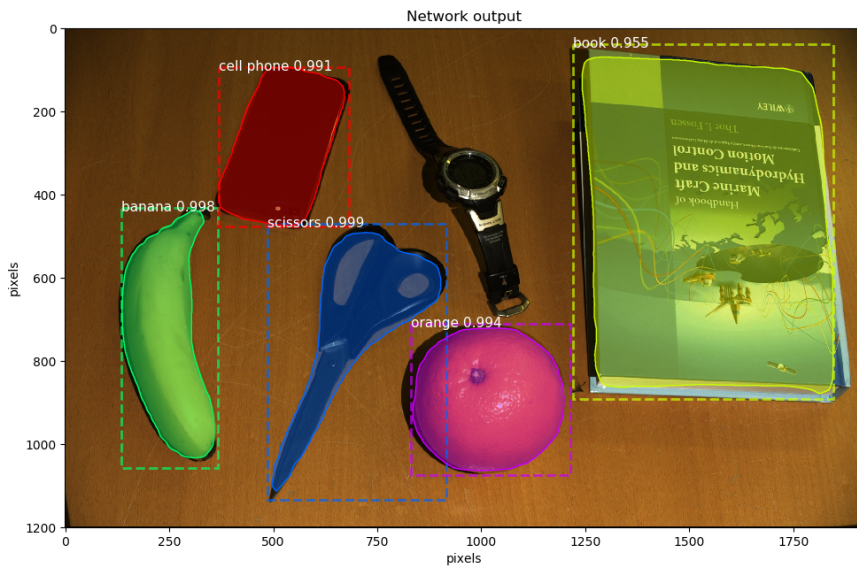 Network output
cell phone 0.991
book 0.955
banana 0.998
scissors 0.999
orange 0.994
WILEY
Thor I. Fossen
Handbook of
Marine Craft
Hydrodynamics and
Motion Control
0
200
400
600
800
1000
1200
pixels
0
250
500
750
1000
1250
1500
1750
pixels